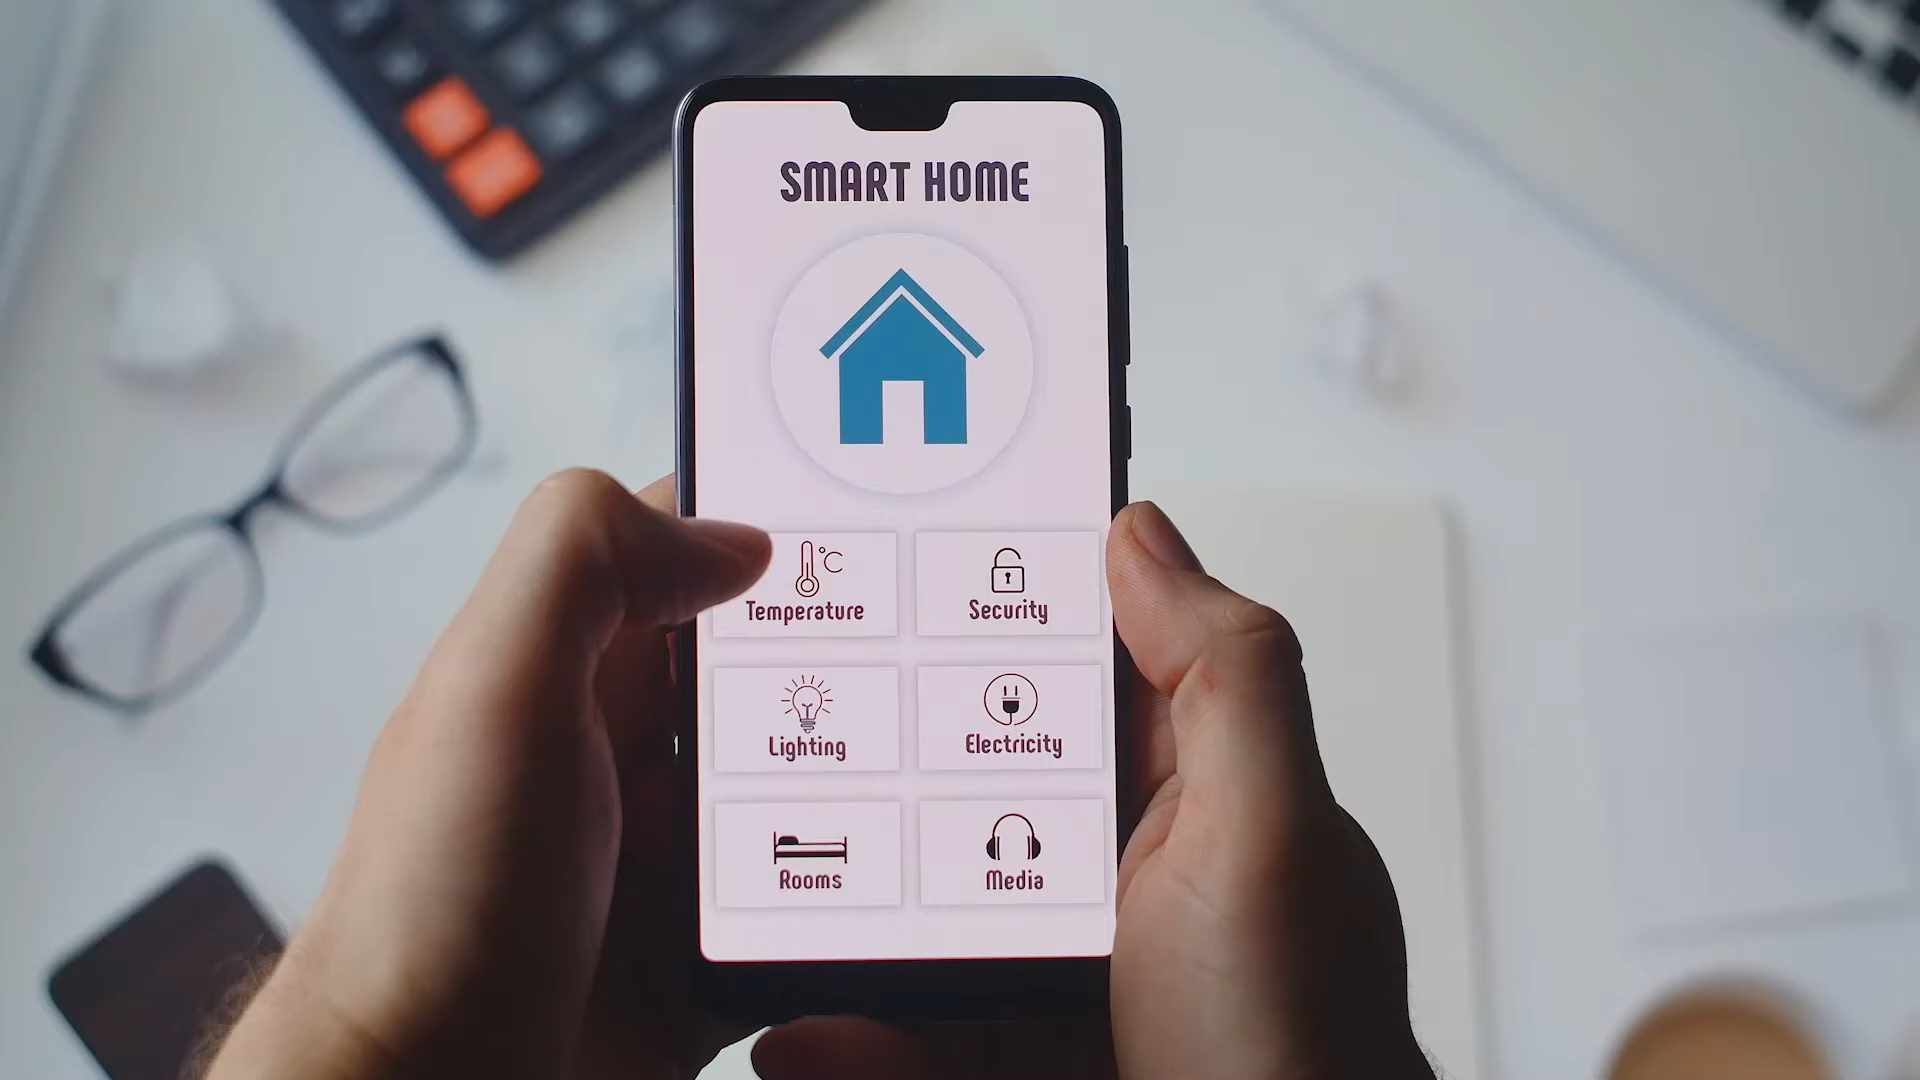 SMART HOME
°C
Temperature
Security
Lighting
Electricity
Rooms
Media